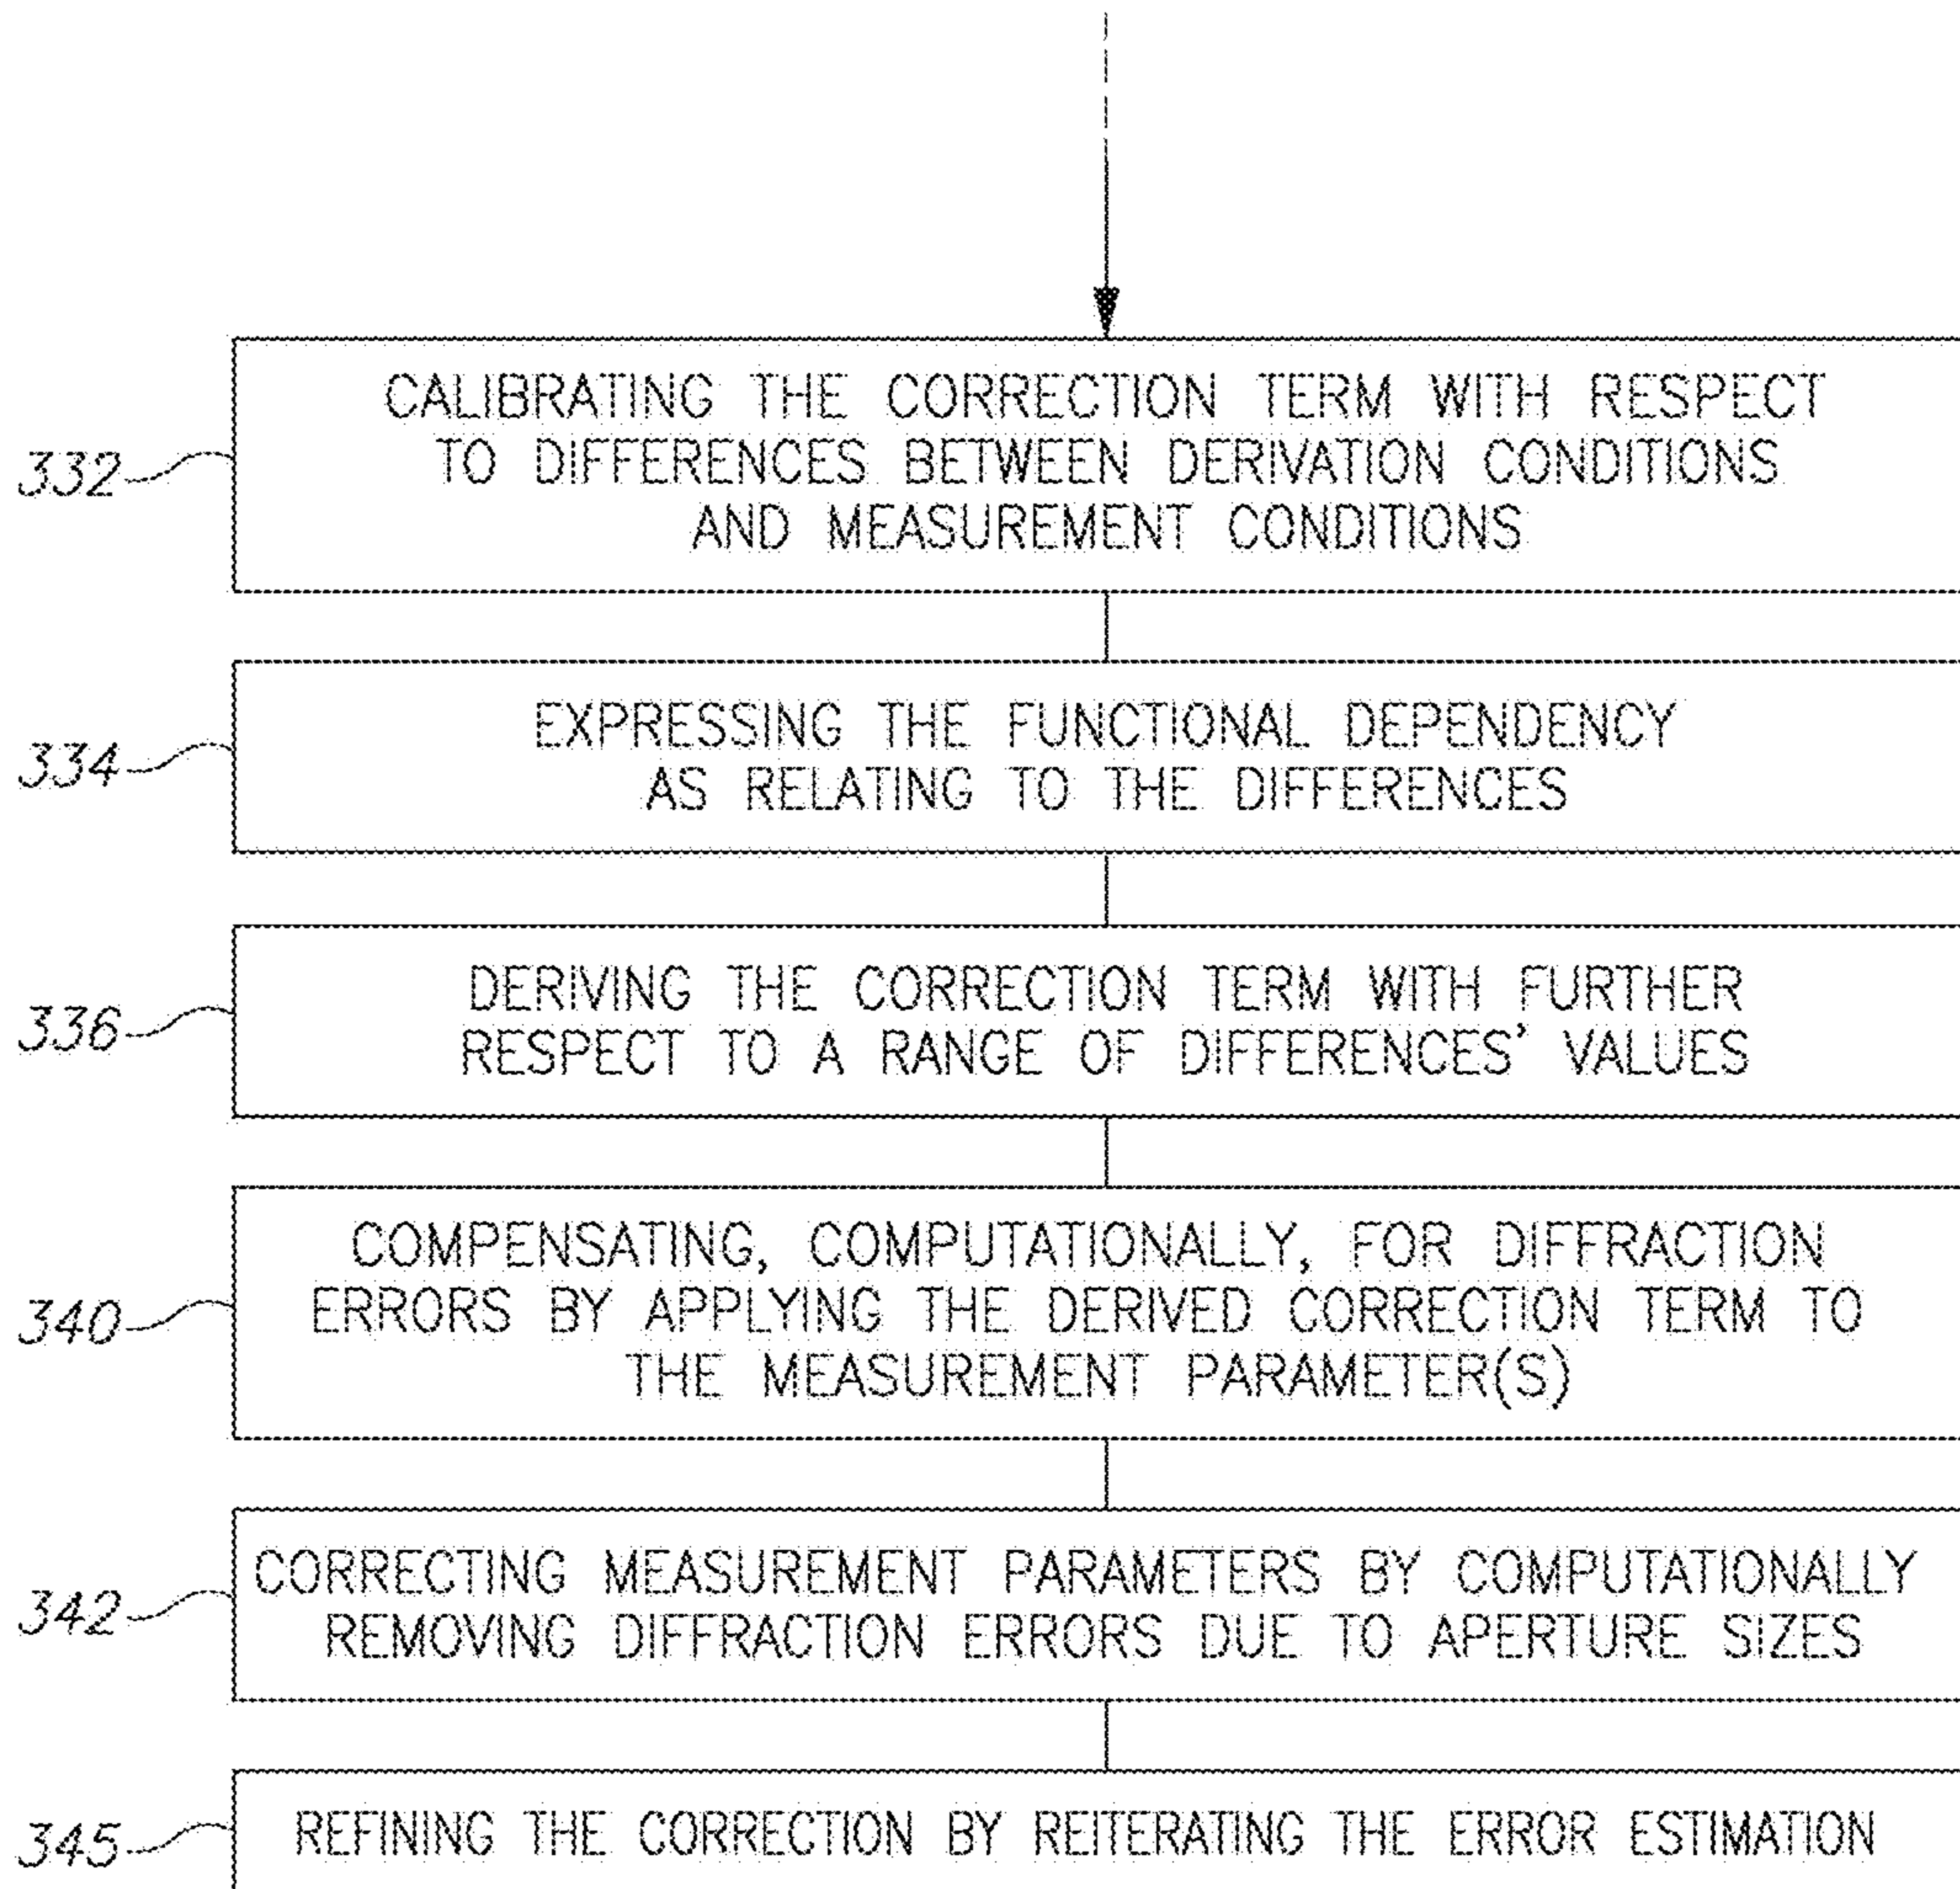 332
CALIBRATING THE CORRECTION TERM WITH RESPECT
TO DIFFERENCES BETWEEN DERIVATION CONDITIONS
AND MEASUREMENT CONDITIONS
334
EXPRESSING THE FUNCTIONAL DEPENDENCY
AS RELATING TO THE DIFFERENCES
336
DERIVING THE CORRECTION TERM WITH FURTHER
RESPECT TO A RANGE OF DIFFERENCES' VALUES
340
COMPENSATING, COMPUTATIONALLY, FOR DIFFRACTION
ERRORS BY APPLYING THE DERIVED CORRECTION TERM TO
THE MEASUREMENT PARAMETER(S)
342
CORRECTING MEASUREMENT PARAMETERS BY COMPUTATIONALLY
REMOVING DIFFRACTION ERRORS DUE TO APERTURE SIZES
345
REFINING THE CORRECTION BY REITERATING THE ERROR ESTIMATION